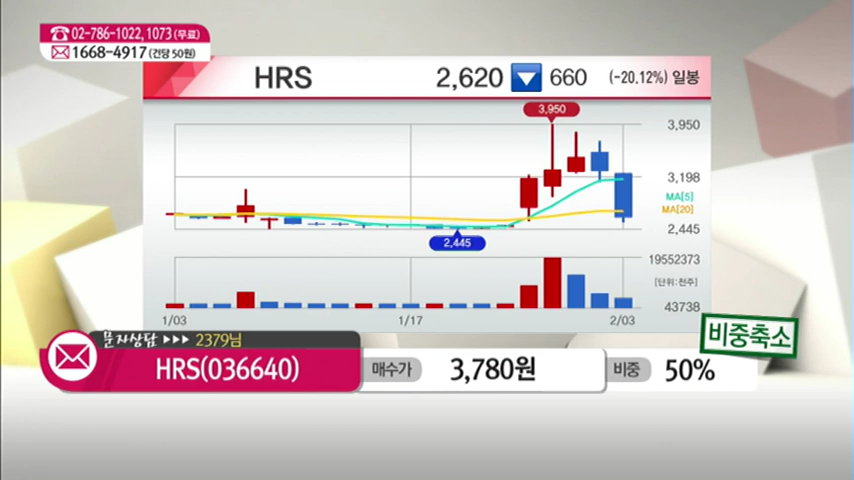 02-786-1022, 1073 (무료)
1668-4917 (건당 50원)
HRS 2,620 660 (-20.12%) 일봉
3,950
3,950
3,198
MA[5]
MA[20]
2,445
2,445
19552373
[단위:천주]
43738
1/03 1/17 2/03
비중축소
문자상담 ▶▶▶ 2379님
HRS(036640) 매수가 3,780원 비중 50%